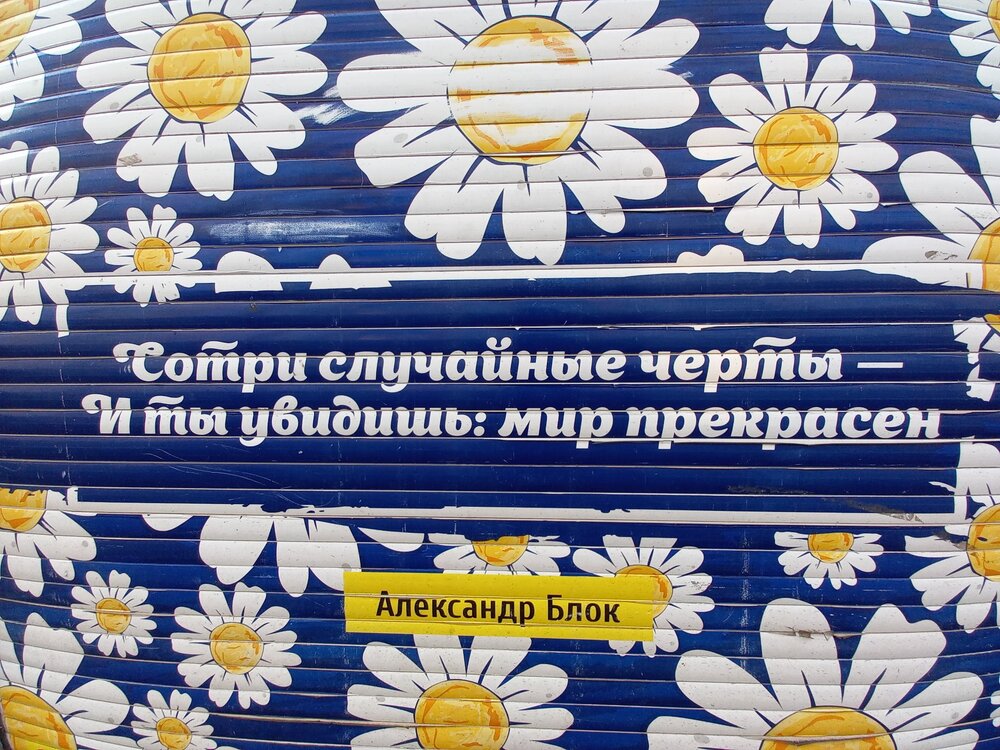 Сотри случайные черты —
И ты увидишь: мир прекрасен
Александр Блок